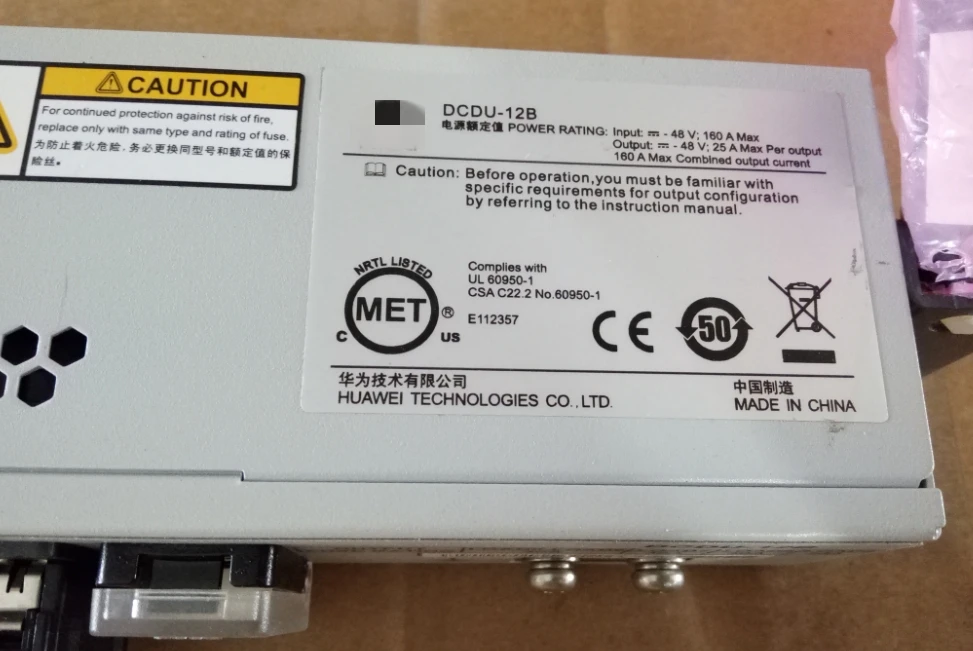 CAUTION
For continued protection against risk of fire,
replace only with same type and rating of fuse.
为防止着火危险,务必更换同型号和额定值的保
险丝。
DCDU-12B
电源额定值 POWER RATING: Input: ⎓ - 48 V; 160 A Max
Output: ⎓ - 48 V; 25 A Max Per output
160 A Max Combined output current
Caution: Before operation,you must be familiar with
specific requirements for output configuration
by referring to the instruction manual.
NRTL LISTED
MET ®
C US
Complies with
UL 60950-1
CSA C22.2 No.60950-1
E112357
CE
50
华为技术有限公司
HUAWEI TECHNOLOGIES CO.,LTD.
中国制造
MADE IN CHINA